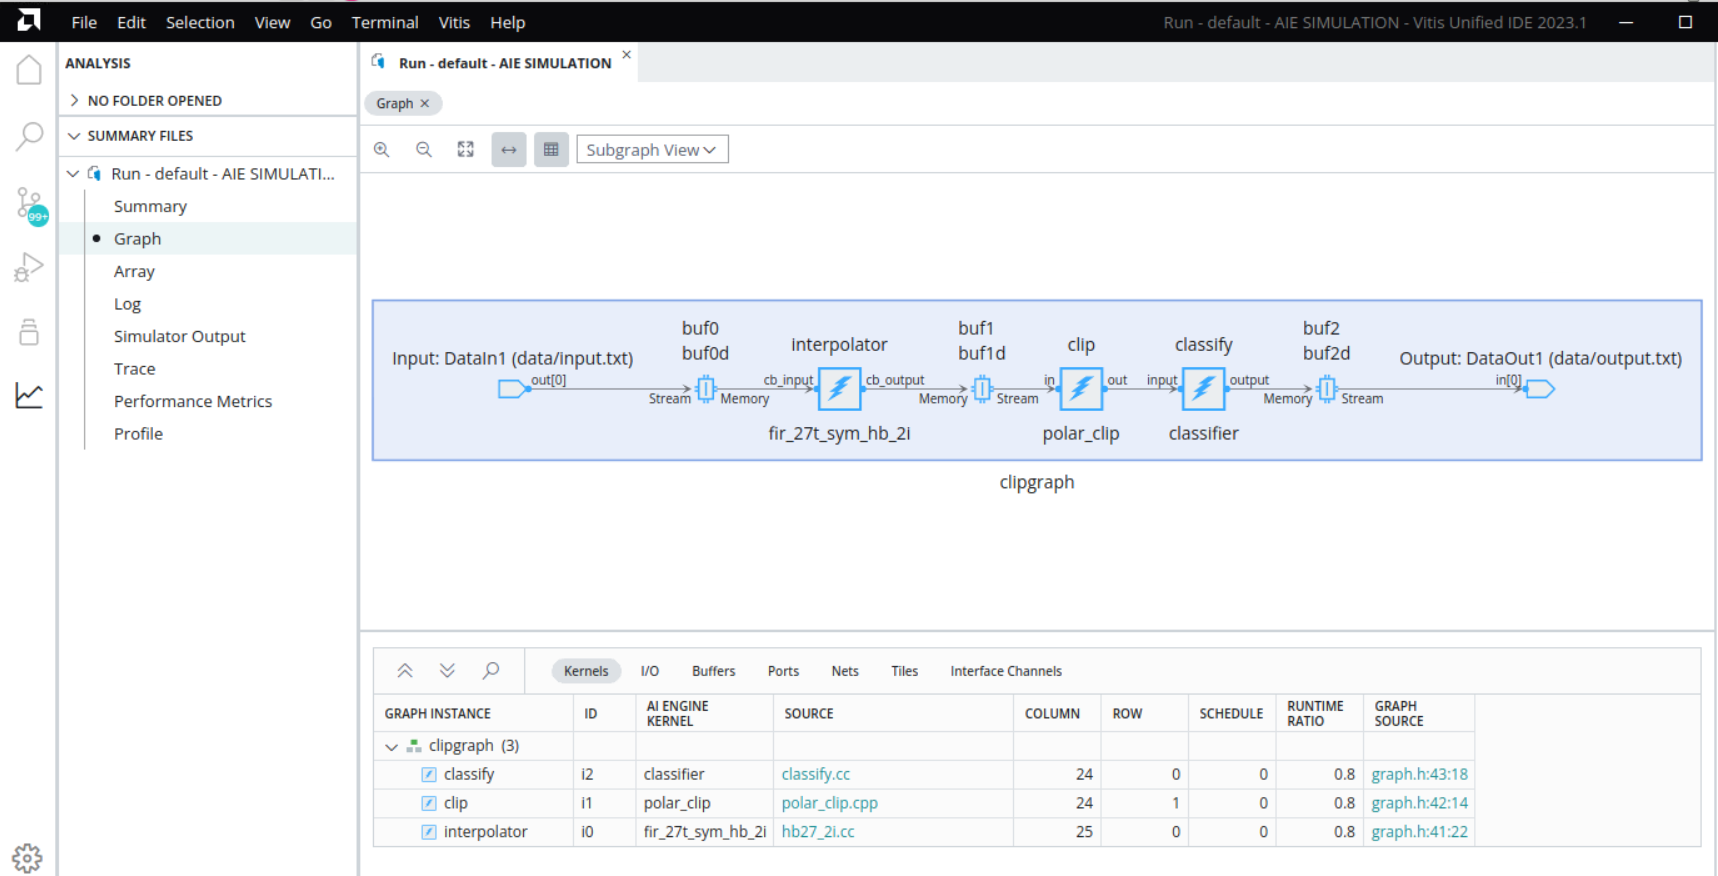 File Edit Selection View Go Terminal Vitis Help
Run - default - AIE SIMULATION - Vitis Unified IDE 2023.1
99+
ANALYSIS
NO FOLDER OPENED
SUMMARY FILES
Run - default - AIE SIMULATI...
Summary
Graph
Array
Log
Simulator Output
Trace
Performance Metrics
Profile
Run - default - AIE SIMULATION
Graph
Subgraph View
Input: DataIn1 (data/input.txt)
out[0]
buf0
buf0d
Stream
Memory
interpolator
cb_input
cb_output
fir_27t_sym_hb_2i
buf1
buf1d
Memory
Stream
clip
in
out
polar_clip
classify
input
output
classifier
buf2
buf2d
Memory
Stream
Output: DataOut1 (data/output.txt)
in[0]
clipgraph
Kernels I/O Buffers Ports Nets Tiles Interface Channels
GRAPH INSTANCE ID AI ENGINE KERNEL SOURCE COLUMN ROW SCHEDULE RUNTIME RATIO GRAPH SOURCE
clipgraph (3)
classify i2 classifier classify.cc 24 0 0 0.8 graph.h:43:18
clip i1 polar_clip polar_clip.cpp 24 1 0 0.8 graph.h:42:14
interpolator i0 fir_27t_sym_hb_2i hb27_2i.cc 25 0 0 0.8 graph.h:41:22